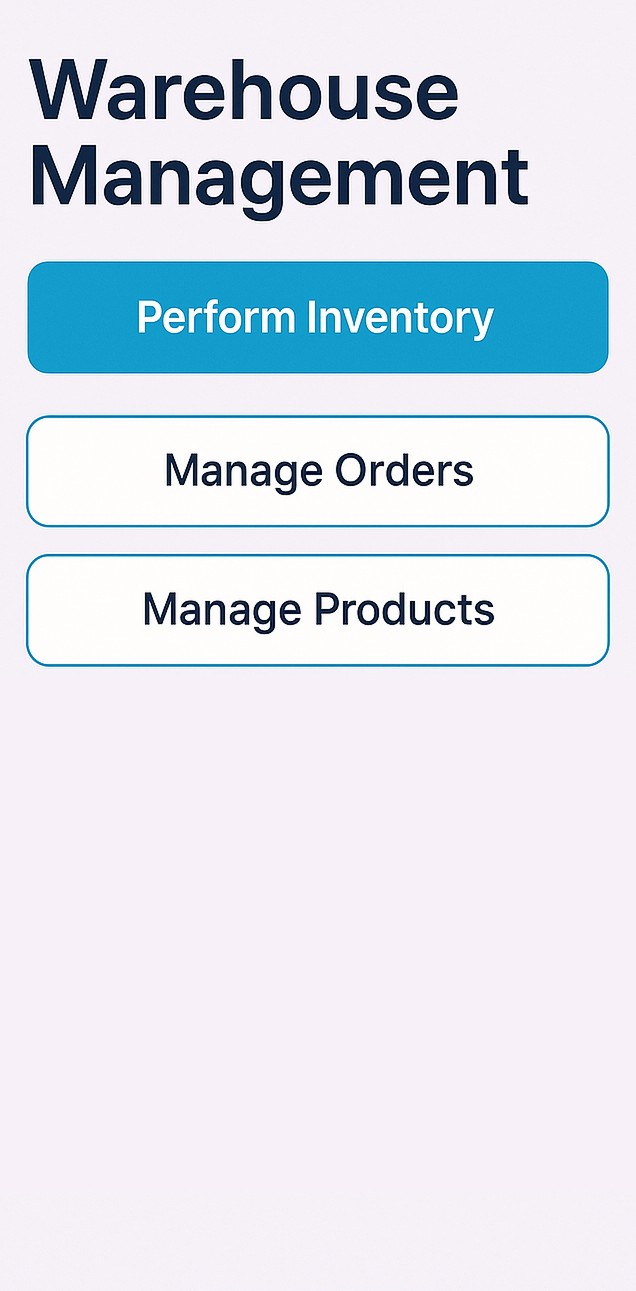 Warehouse
Management
Perform Inventory
Manage Orders
Manage Products